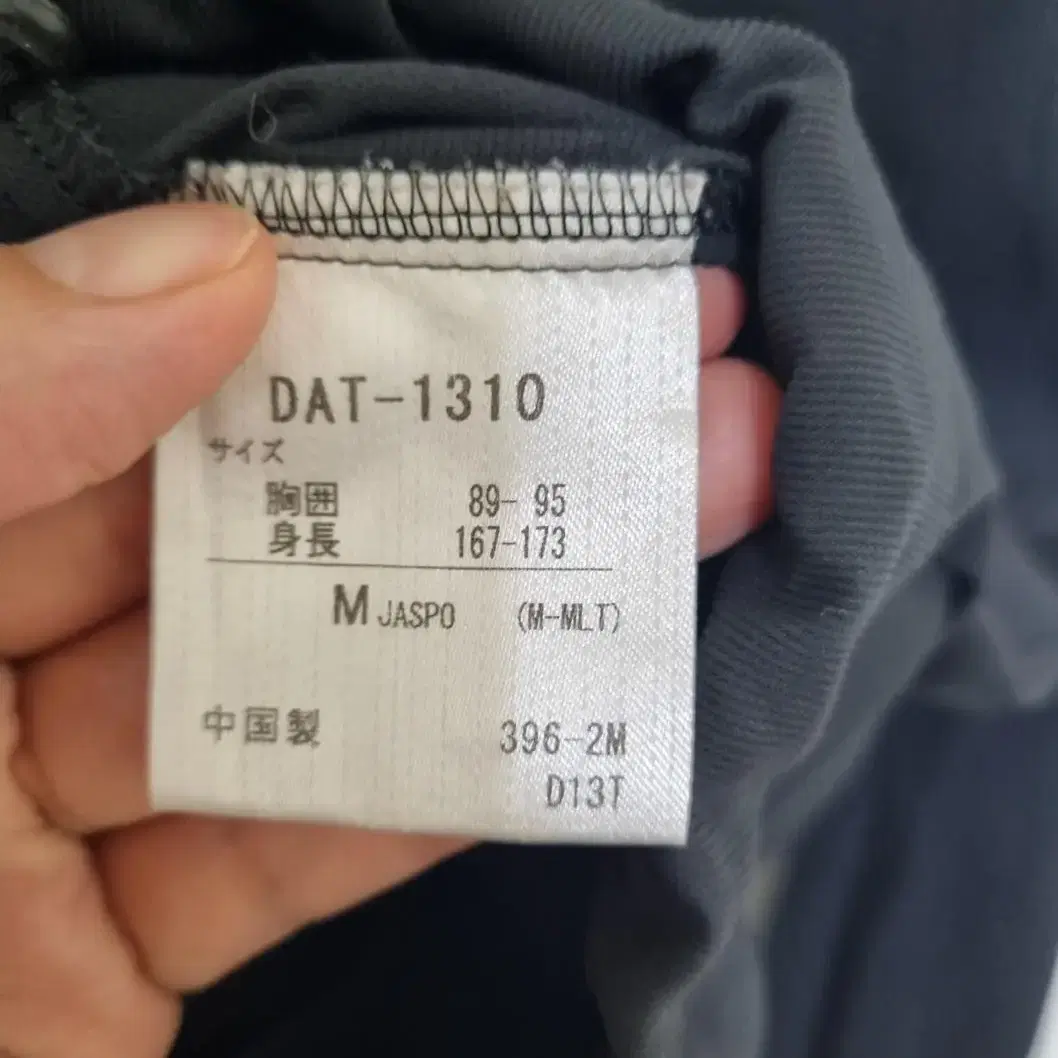 DAT-1310
サイズ
胸囲 89- 95
身長 167-173
M JASPO (M-MLT)
中国製 396-2M
D13T